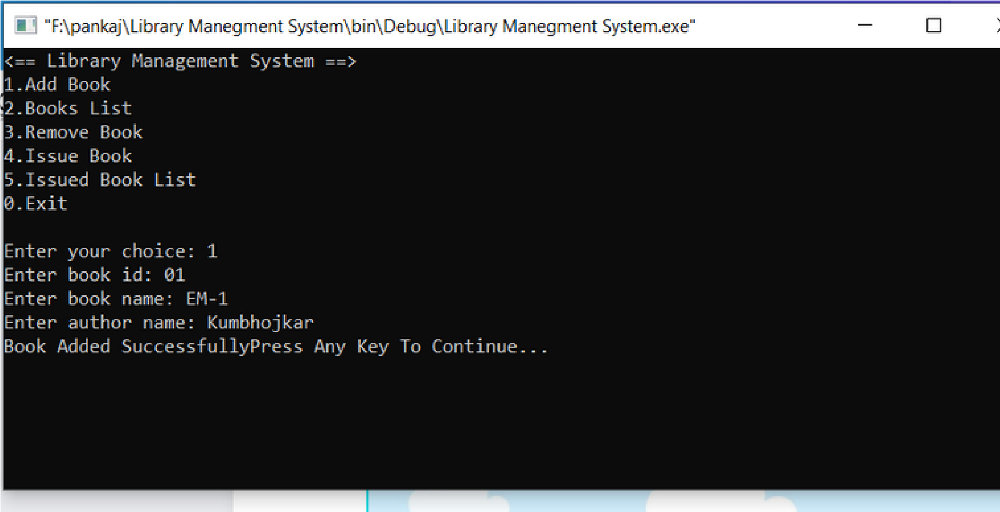 "F:\pankaj\Library Manegment System\bin\Debug\Library Manegment System.exe"
<== Library Management System ==>
1.Add Book
2.Books List
3.Remove Book
4.Issue Book
5.Issued Book List
0.Exit
Enter your choice: 1
Enter book id: 01
Enter book name: EM-1
Enter author name: Kumbhojkar
Book Added SuccessfullyPress Any Key To Continue...